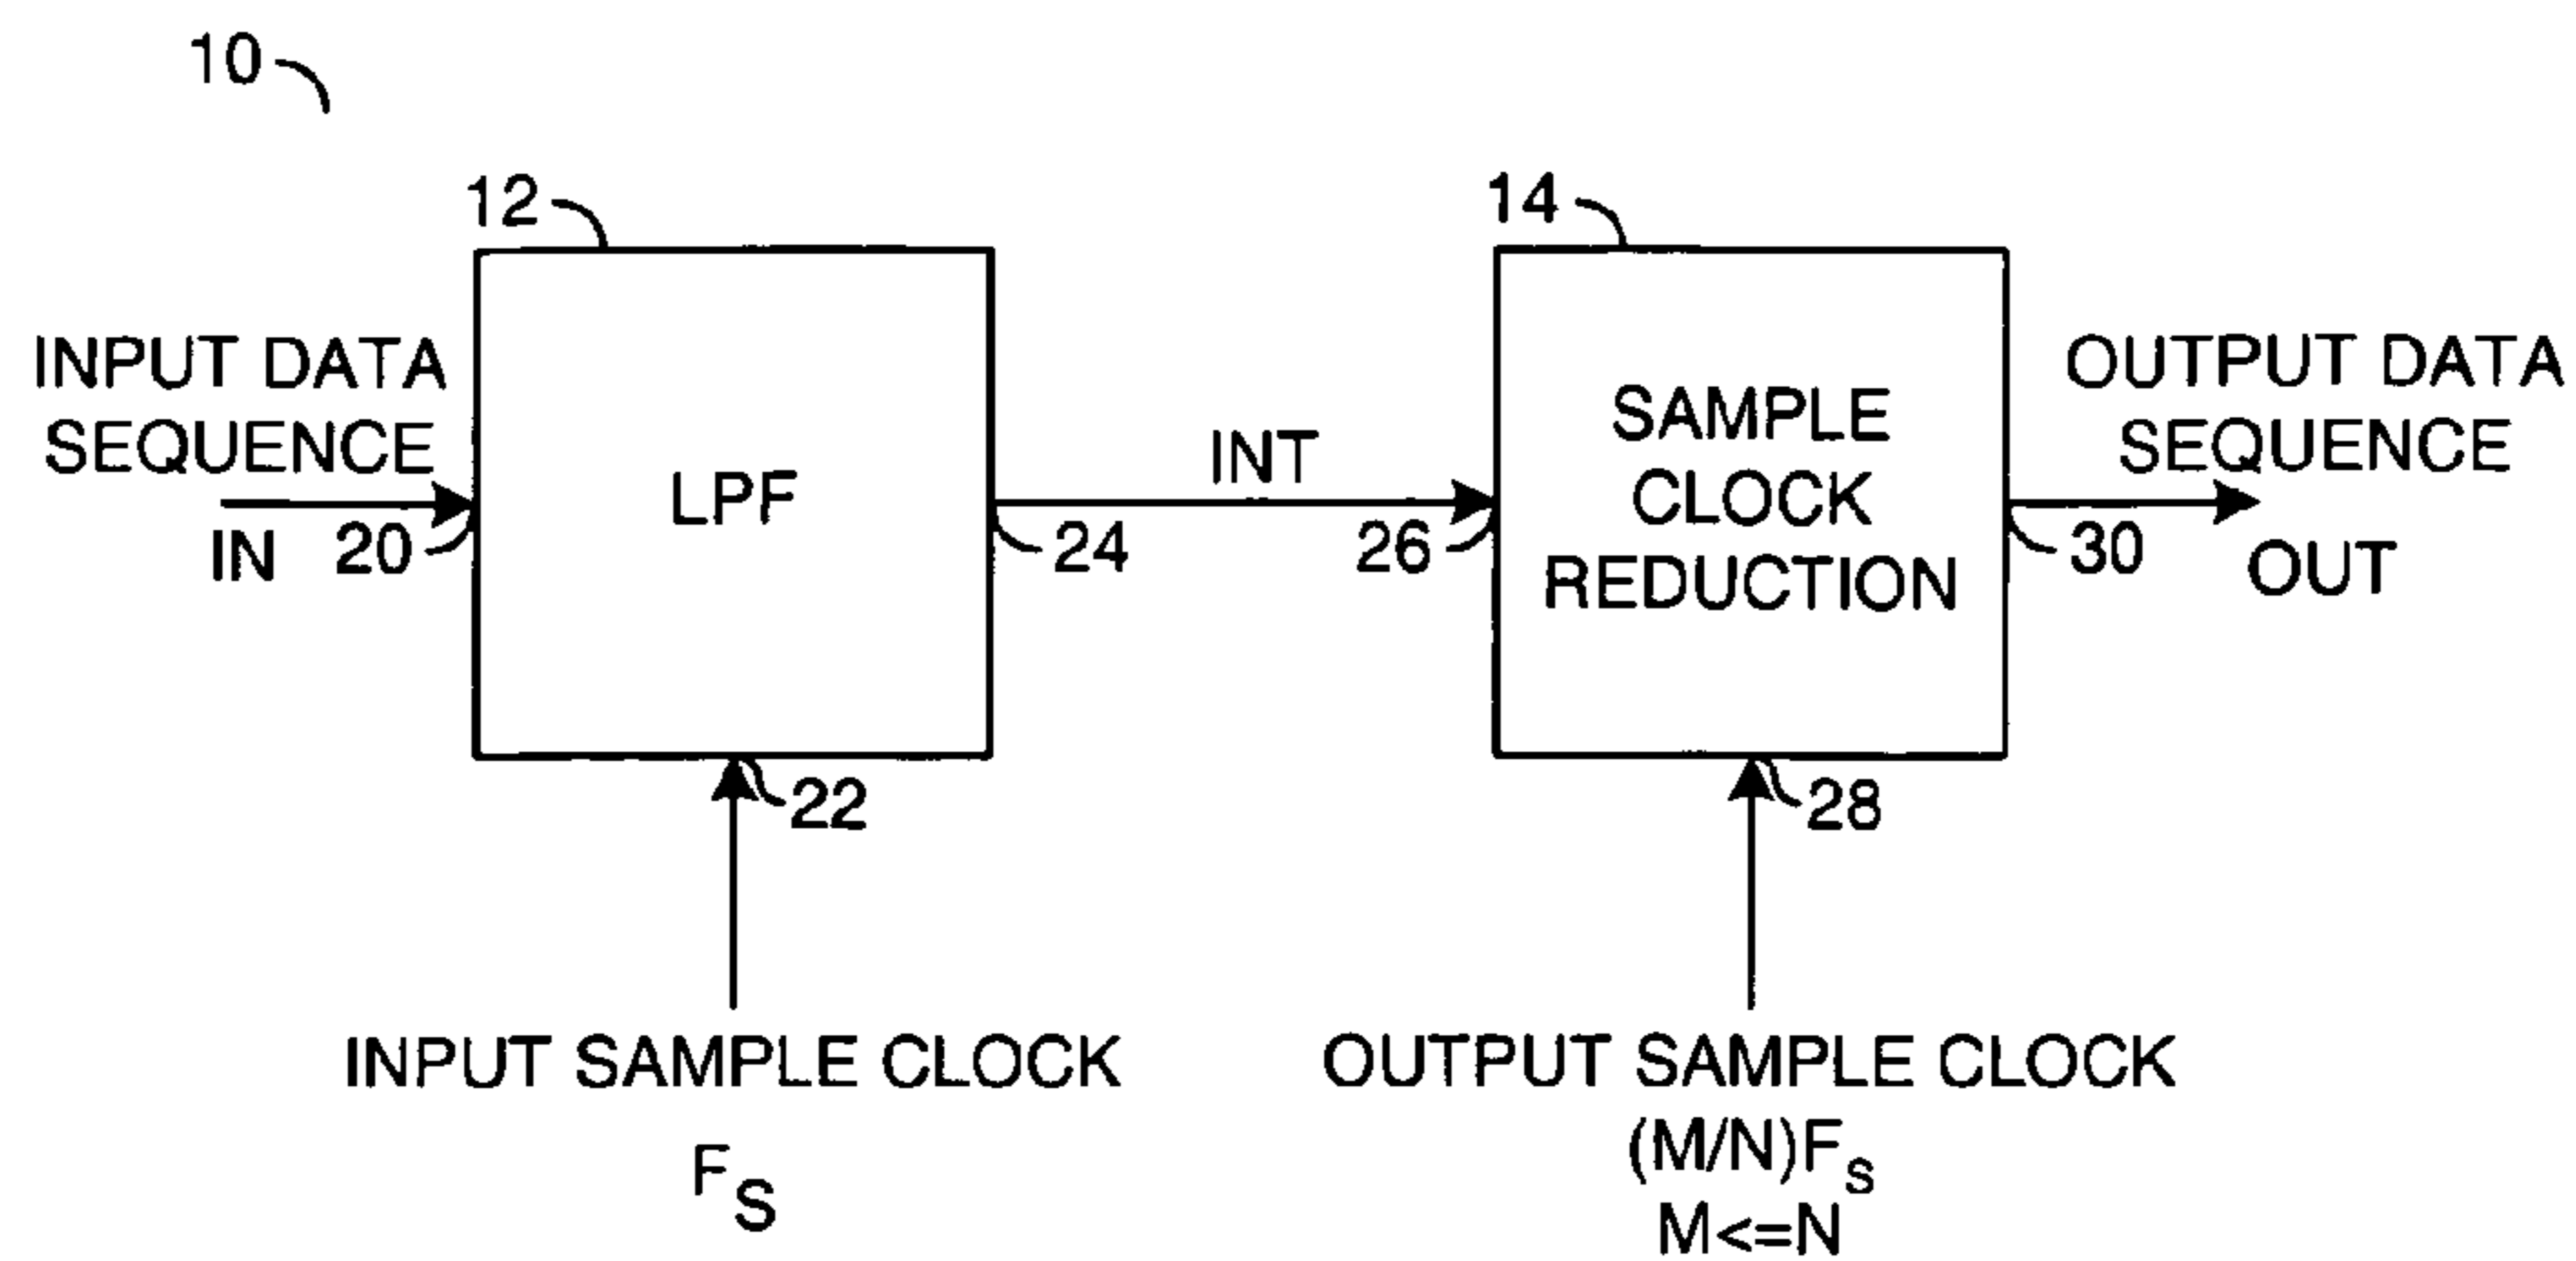 10
12
14
INPUT DATA
SEQUENCE
IN
20
LPF
22
24
INT
26
SAMPLE
CLOCK
REDUCTION
28
30
OUTPUT DATA
SEQUENCE
OUT
INPUT SAMPLE CLOCK
FS
OUTPUT SAMPLE CLOCK
(M/N)FS
M<=N